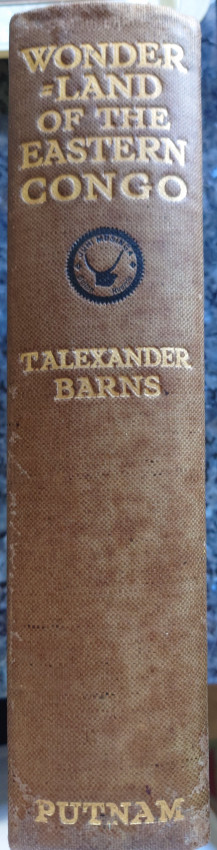 WONDER
=LAND
OF THE
EASTERN
CONGO
T. ALEXANDER
BARNS
PUTNAM